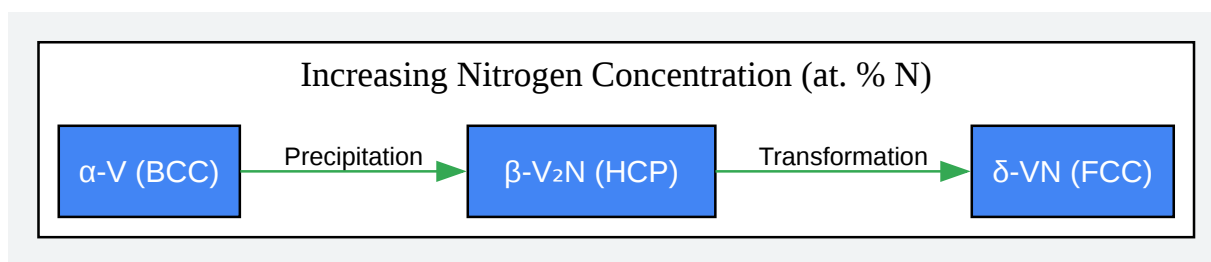 Increasing Nitrogen Concentration (at. % N)
α-V (BCC)
Precipitation
β-V₂N (HCP)
Transformation
δ-VN (FCC)